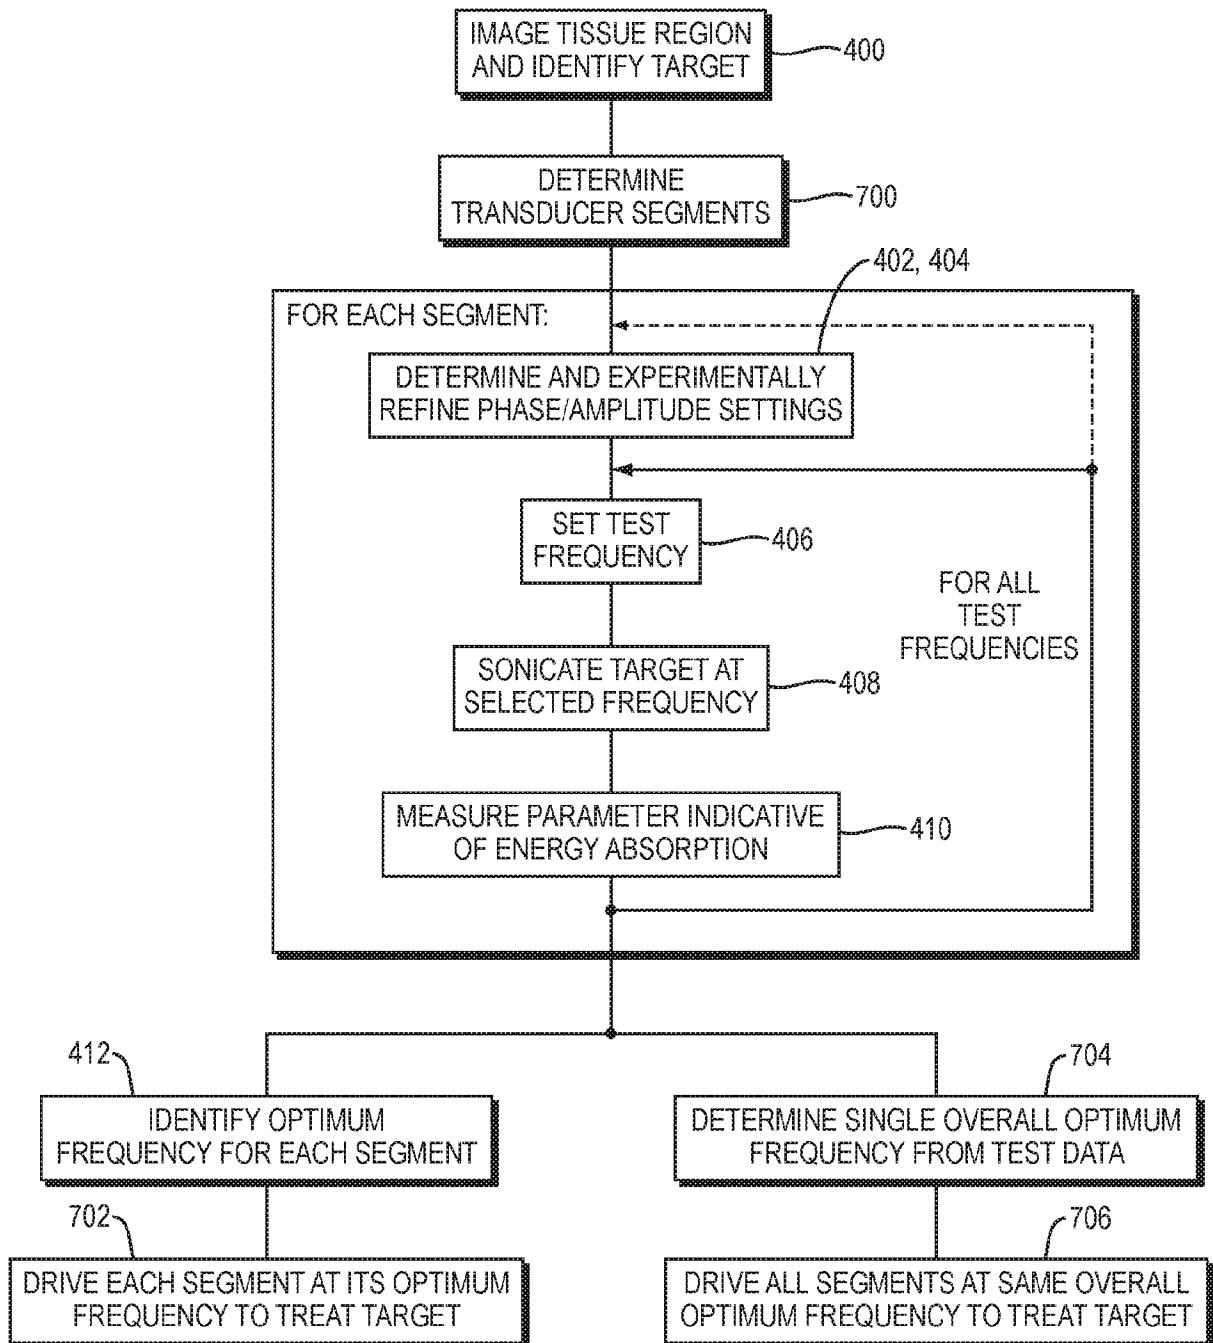 IMAGE TISSUE REGION
AND IDENTIFY TARGET
400
DETERMINE
TRANSDUCER SEGMENTS
700
402, 404
FOR EACH SEGMENT:
DETERMINE AND EXPERIMENTALLY
REFINE PHASE/AMPLITUDE SETTINGS
SET TEST
FREQUENCY
406
FOR ALL
TEST
FREQUENCIES
SONICATE TARGET AT
SELECTED FREQUENCY
408
MEASURE PARAMETER INDICATIVE
OF ENERGY ABSORPTION
410
412
IDENTIFY OPTIMUM
FREQUENCY FOR EACH SEGMENT
702
DRIVE EACH SEGMENT AT ITS OPTIMUM
FREQUENCY TO TREAT TARGET
704
DETERMINE SINGLE OVERALL OPTIMUM
FREQUENCY FROM TEST DATA
706
DRIVE ALL SEGMENTS AT SAME OVERALL
OPTIMUM FREQUENCY TO TREAT TARGET